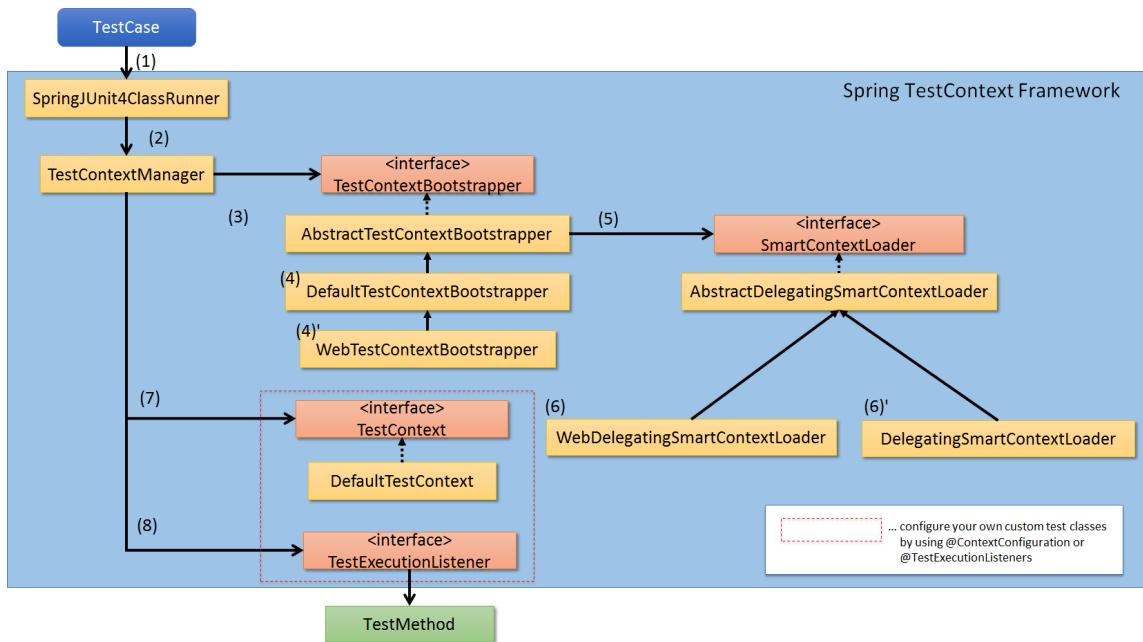 TestCase
(1)
Spring TestContext Framework
SpringJUnit4ClassRunner
(2)
TestContextManager
<interface>
TestContextBootstrapper
(3)
AbstractTestContextBootstrapper
(5)
<interface>
SmartContextLoader
(4)
DefaultTestContextBootstrapper
AbstractDelegatingSmartContextLoader
(4)'
WebTestContextBootstrapper
(7)
<interface>
TestContext
(6)
WebDelegatingSmartContextLoader
(6)'
DelegatingSmartContextLoader
DefaultTestContext
(8)
<interface>
TestExecutionListener
... configure your own custom test classes
by using @ContextConfiguration or
@TestExecutionListeners
TestMethod